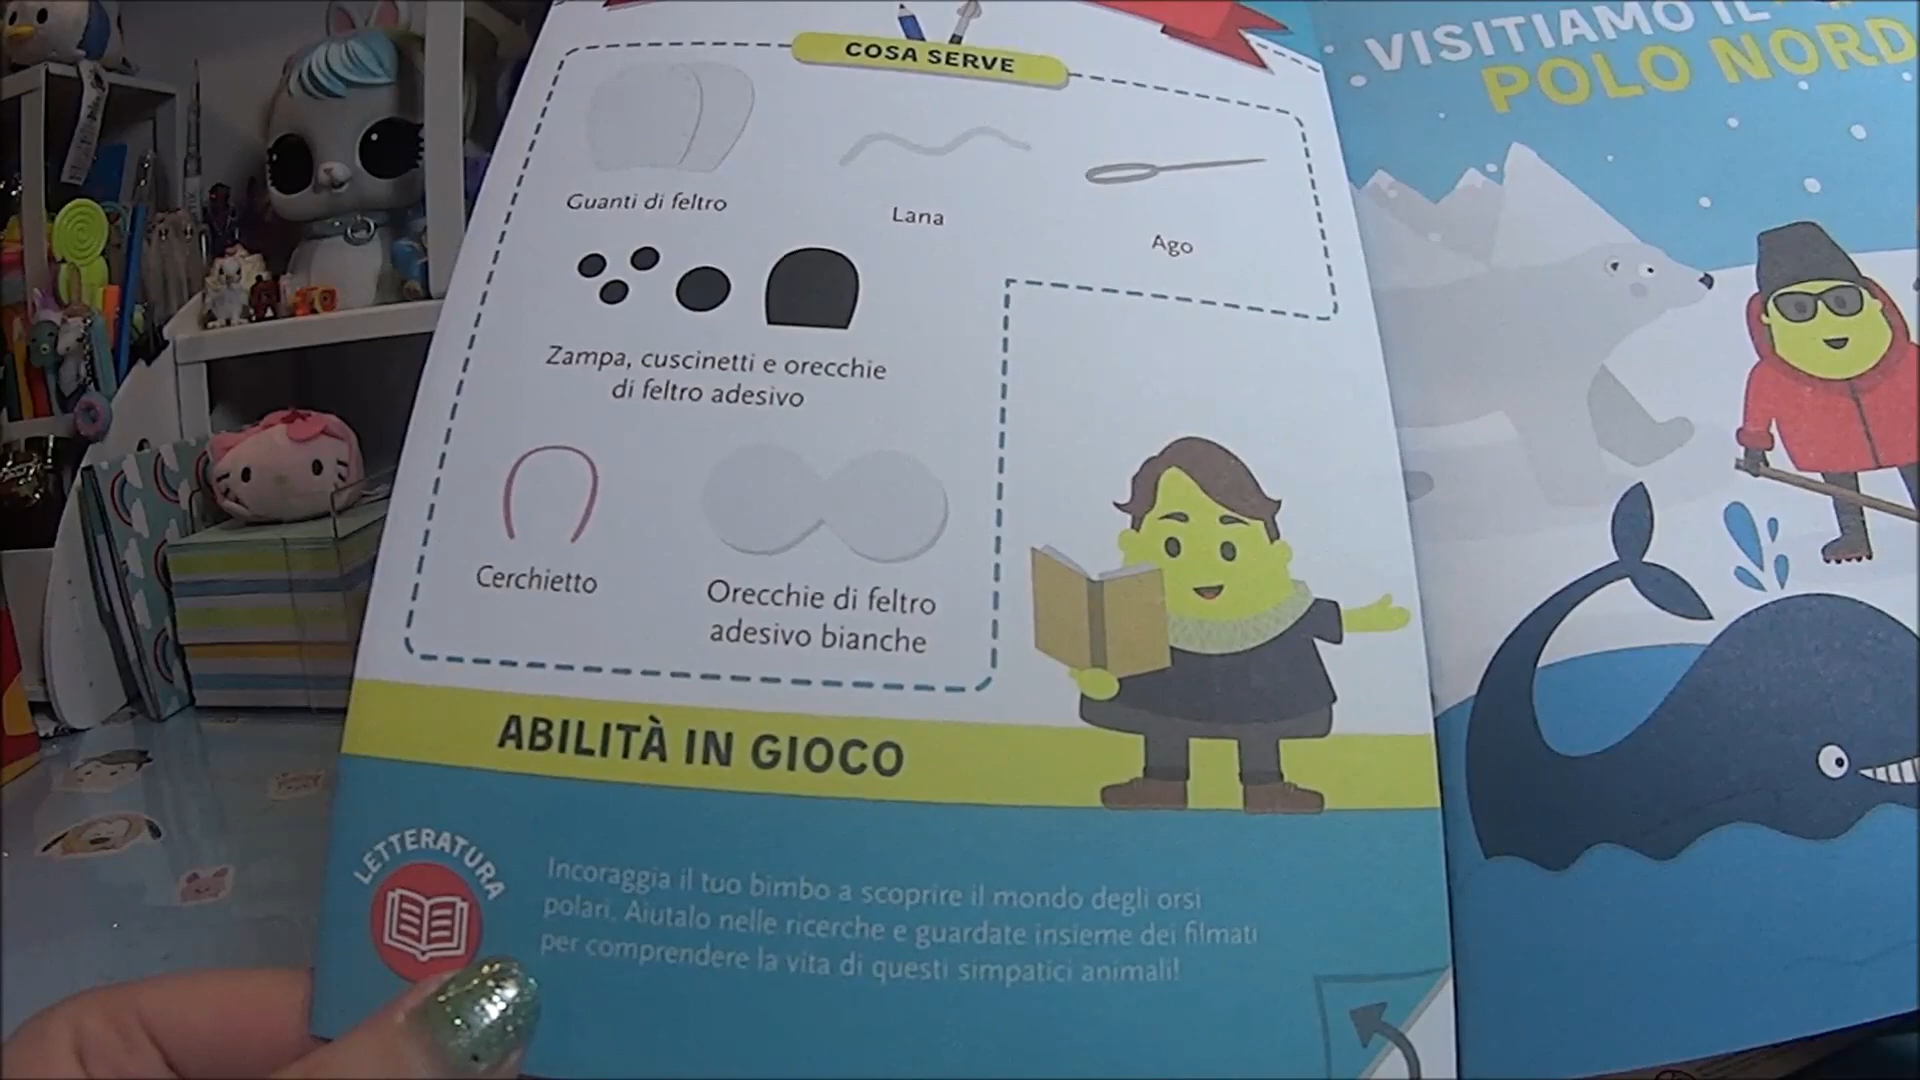 COSA SERVE
Guanti di feltro
Lana
Ago
Zampa, cuscinetti e orecchie
di feltro adesivo
Cerchietto
Orecchie di feltro
adesivo bianche
ABILITÀ IN GIOCO
LETTERATURA
Incoraggia il tuo bimbo a scoprire il mondo degli orsi
polari. Aiutalo nelle ricerche e guardate insieme dei filmati
per comprendere la vita di questi simpatici animali!
VISITIAMO IL
POLO NORD